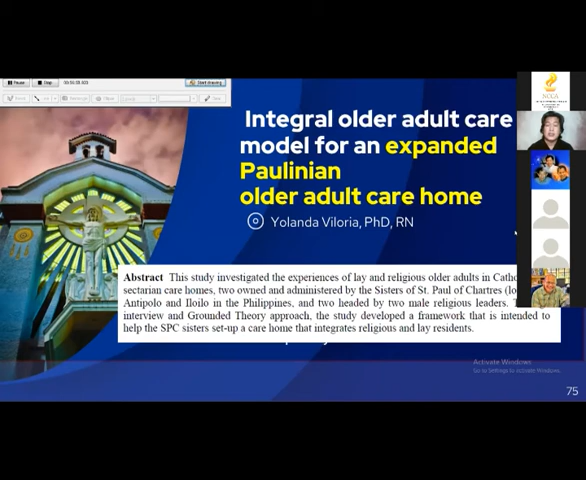 Pause
Stop
Start drawing
NCCA
Integral older adult care
model for an expanded
Paulinian
older adult care home
Yolanda Viloria, PhD, RN
Abstract This study investigated the experiences of lay and religious older adults in
sectarian care homes, two owned and administered by the Sisters of St. Paul of Chartres
Antipolo and Iloilo in the Philippines, and two headed by two male religious leaders.
interview and Grounded Theory approach, the study developed a framework that is intended to
help the SPC sisters set-up a care home that integrates religious and lay residents.
Activate Windows
Go to Settings to activate Windows.
75